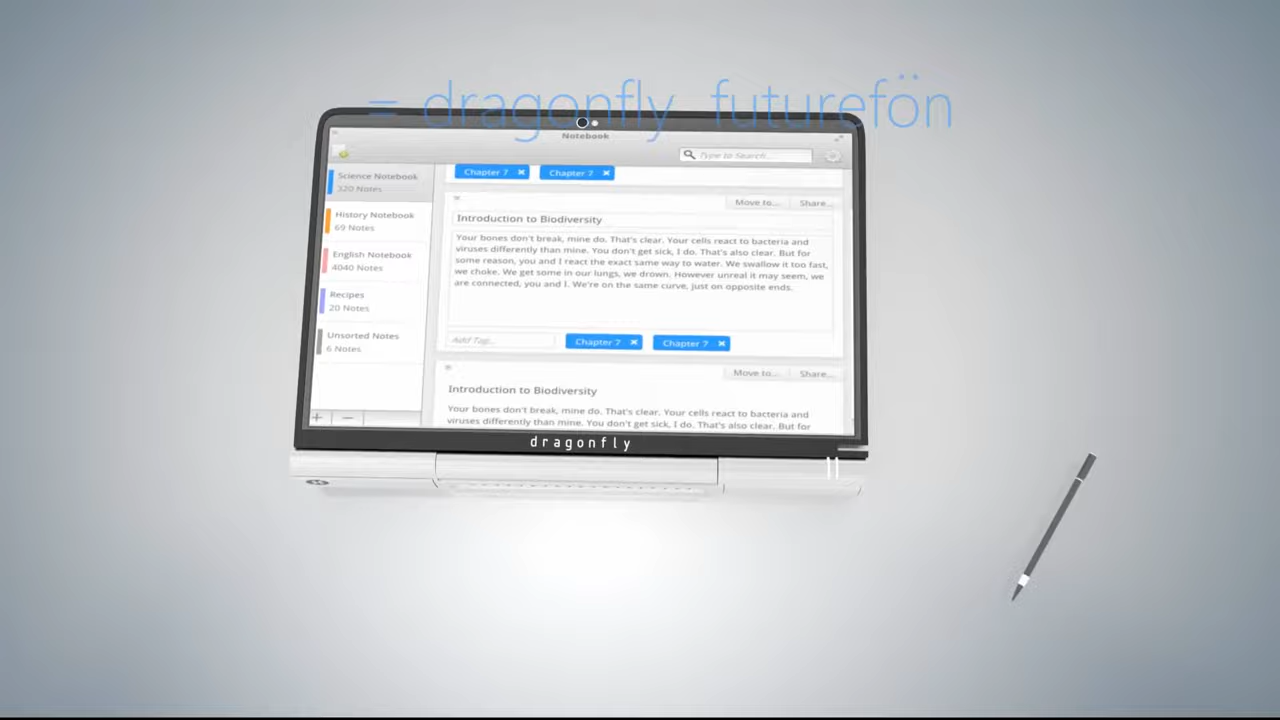 = dragonfly futurefön
Notebook
Type to Search...
Science Notebook
320 Notes
History Notebook
69 Notes
English Notebook
4040 Notes
Recipes
20 Notes
Unsorted Notes
6 Notes
Chapter 7 Chapter 7
Move to... Share...
Introduction to Biodiversity
Your bones don't break, mine do. That's clear. Your cells react to bacteria and
viruses differently than mine. You don't get sick, I do. That's also clear. But for
some reason, you and I react the exact same way to water. We swallow it too fast,
we choke. We get some in our lungs, we drown. However unreal it may seem, we
are connected, you and I. We're on the same curve, just on opposite ends.
Add Tag... Chapter 7 Chapter 7
Move to... Share...
Introduction to Biodiversity
Your bones don't break, mine do. That's clear. Your cells react to bacteria and
viruses differently than mine. You don't get sick, I do. That's also clear. But for
dragonfly